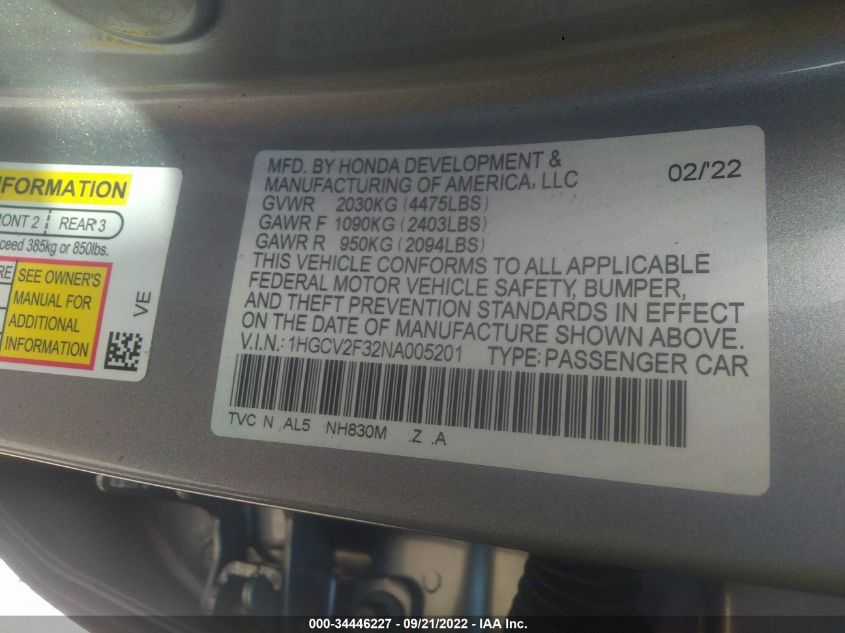 NFORMATION
RONT 2 REAR 3
xceed 385kg or 850lbs.
RE SEE OWNER'S
MANUAL FOR
ADDITIONAL
INFORMATION
VE
MFD. BY HONDA DEVELOPMENT & 02/'22
MANUFACTURING OF AMERICA, LLC
GVWR 2030KG (4475LBS)
GAWR F 1090KG (2403LBS)
GAWR R 950KG (2094LBS)
THIS VEHICLE CONFORMS TO ALL APPLICABLE
FEDERAL MOTOR VEHICLE SAFETY, BUMPER,
AND THEFT PREVENTION STANDARDS IN EFFECT
ON THE DATE OF MANUFACTURE SHOWN ABOVE.
V.I.N.: 1HGCV2F32NA005201 TYPE: PASSENGER CAR
TVC N AL5 NH830M .Z .A
000-34446227 - 09/21/2022 - IAA Inc.